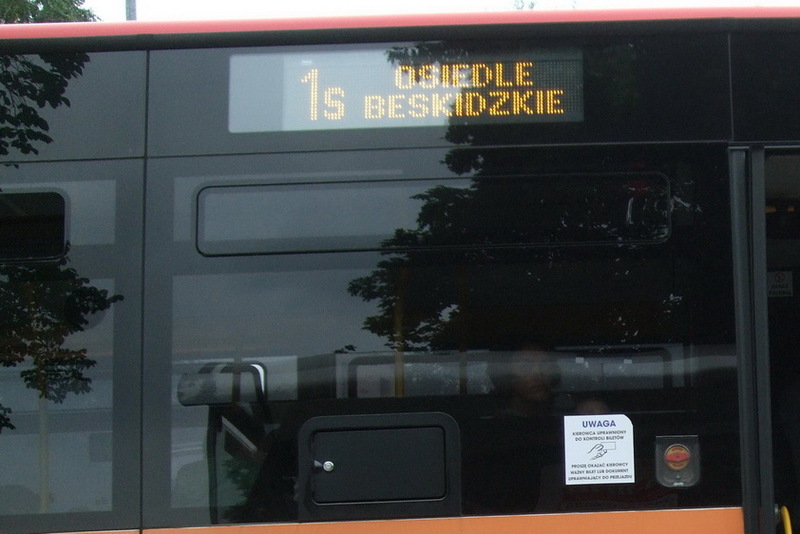 1s OSIEDLE
BESKIDZKIE
UWAGA
KIEROWCA UPRAWNIONY
DO KONTROLI BILETÓW
PROSZĘ OKAZAĆ KIEROWCY
WAŻNY BILET LUB DOKUMENT
UPRAWNIAJĄCY DO PRZEJAZDU